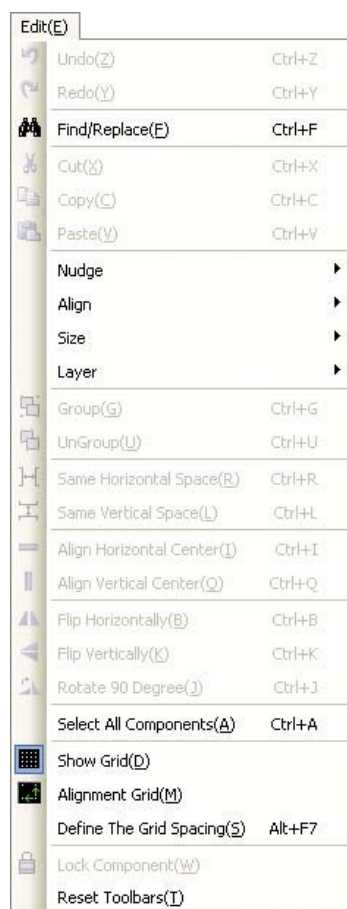 Edit(E)
Undo(Z) Ctrl+Z
Redo(Y) Ctrl+Y
Find/Replace(F) Ctrl+F
Cut(X) Ctrl+X
Copy(C) Ctrl+C
Paste(V) Ctrl+V
Nudge
Align
Size
Layer
Group(G) Ctrl+G
UnGroup(U) Ctrl+U
Same Horizontal Space(R) Ctrl+R
Same Vertical Space(L) Ctrl+L
Align Horizontal Center(I) Ctrl+I
Align Vertical Center(Q) Ctrl+Q
Flip Horizontally(B) Ctrl+B
Flip Vertically(K) Ctrl+K
Rotate 90 Degree(J) Ctrl+J
Select All Components(A) Ctrl+A
Show Grid(D)
Alignment Grid(M)
Define The Grid Spacing(S) Alt+F7
Lock Component(W)
Reset Toolbars(T)